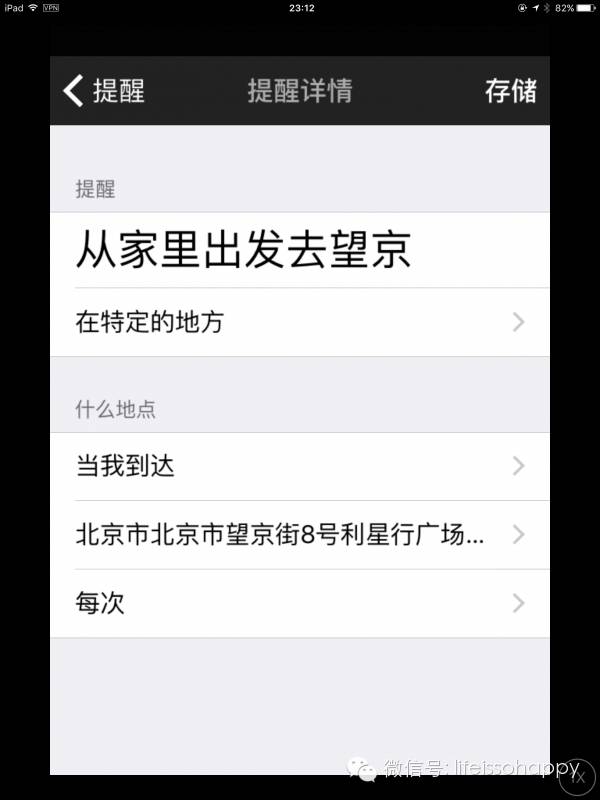 iPad VPN 23:12 82%
提醒 提醒详情 存储
提醒
从家里出发去望京
在特定的地方
什么地点
当我到达
北京市北京市望京街8号利星行广场...
每次
微信号: lifeissohappy
1X